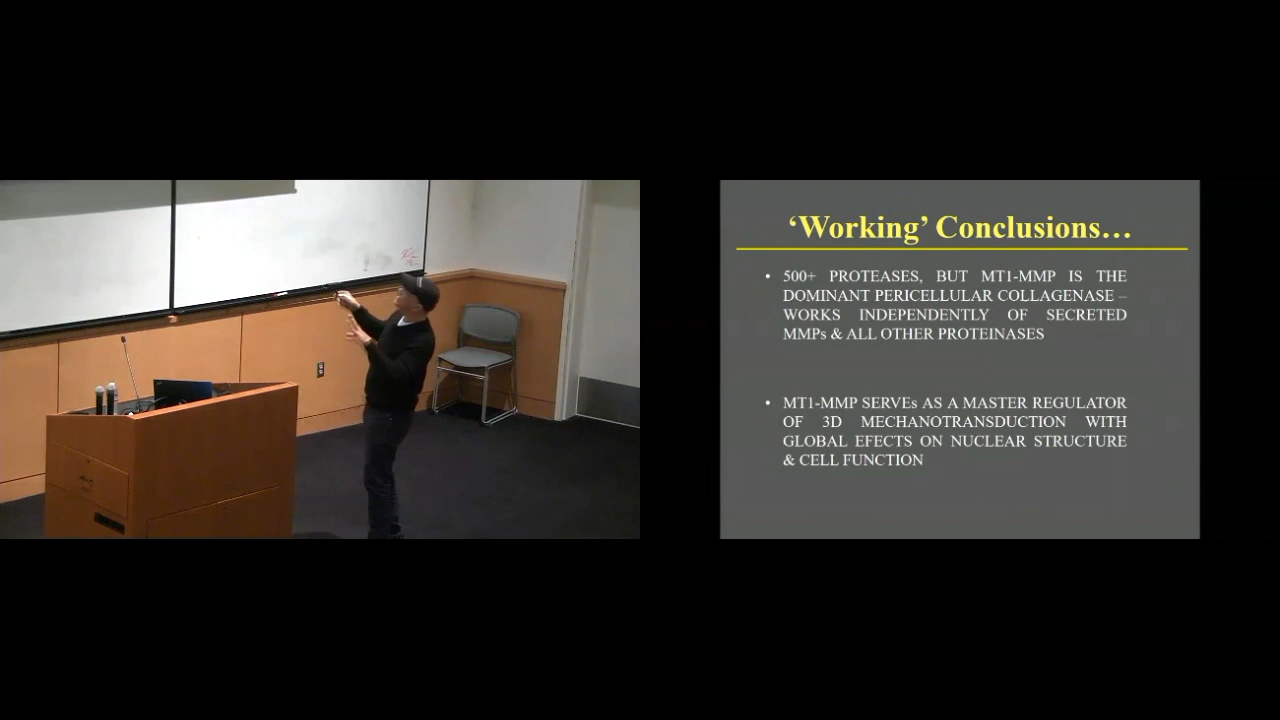 ‘Working’ Conclusions…
• 500+ PROTEASES, BUT MT1-MMP IS THE
DOMINANT PERICELLULAR COLLAGENASE –
WORKS INDEPENDENTLY OF SECRETED
MMPs & ALL OTHER PROTEINASES
• MT1-MMP SERVEs AS A MASTER REGULATOR
OF 3D MECHANOTRANSDUCTION WITH
GLOBAL EFECTS ON NUCLEAR STRUCTURE
& CELL FUNCTION